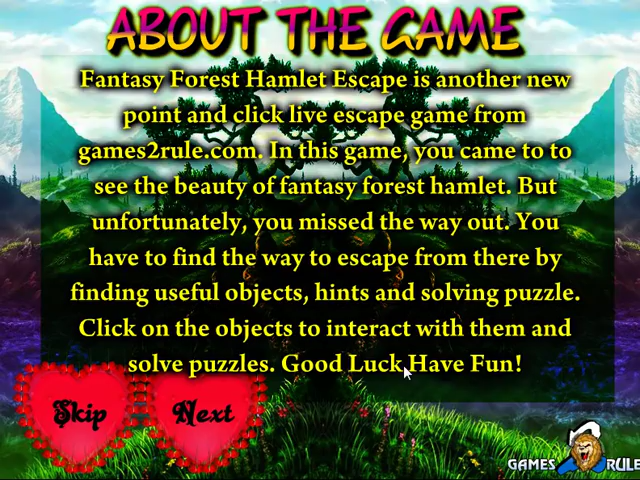 ABOUT THE GAME
Fantasy Forest Hamlet Escape is another new
point and click live escape game from
games2rule.com. In this game, you came to to
see the beauty of fantasy forest hamlet. But
unfortunately, you missed the way out. You
have to find the way to escape from there by
finding useful objects, hints and solving puzzle.
Click on the objects to interact with them and
solve puzzles. Good Luck Have Fun!
Skip
Next
GAMES 2 RULE